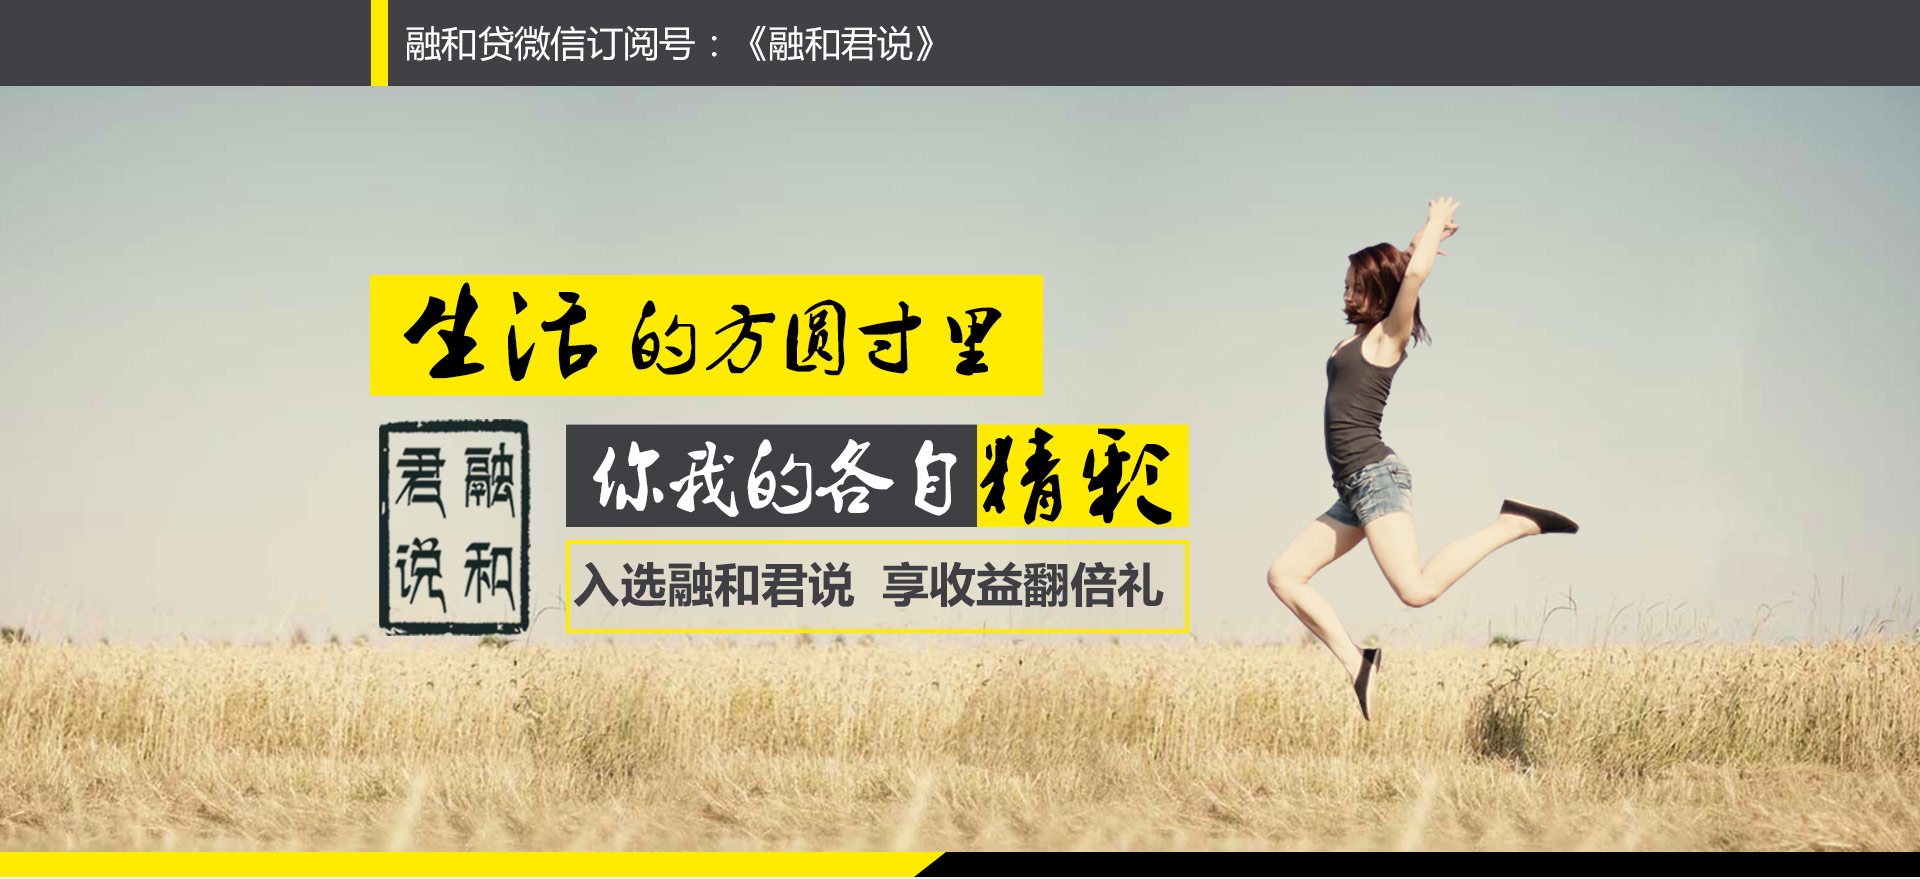 融和贷微信订阅号：《融和君说》
生活的方圆寸里
融和
君说
你我的各自精彩
入选融和君说 享收益翻倍礼